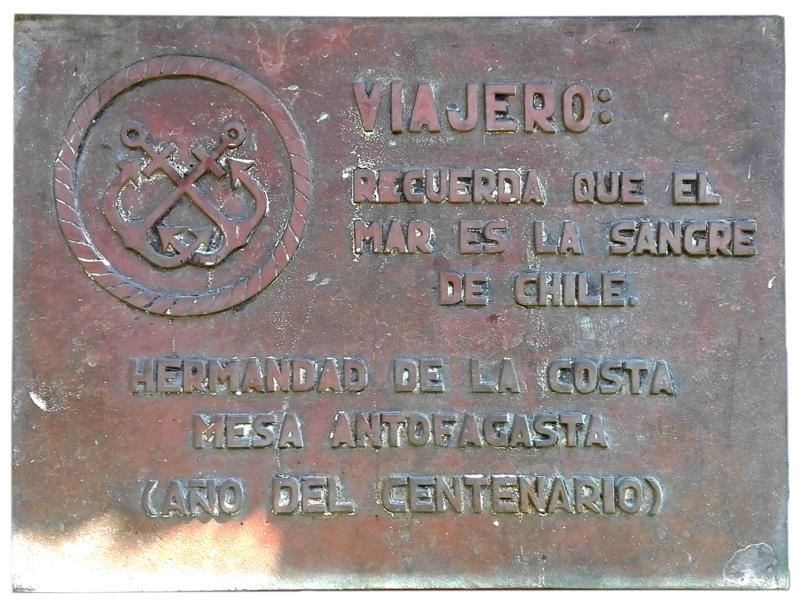 VIAJERO:
RECUERDA QUE EL
MAR ES LA SANGRE
DE CHILE.
HERMANDAD DE LA COSTA
MESA ANTOFAGASTA
(AÑO DEL CENTENARIO)